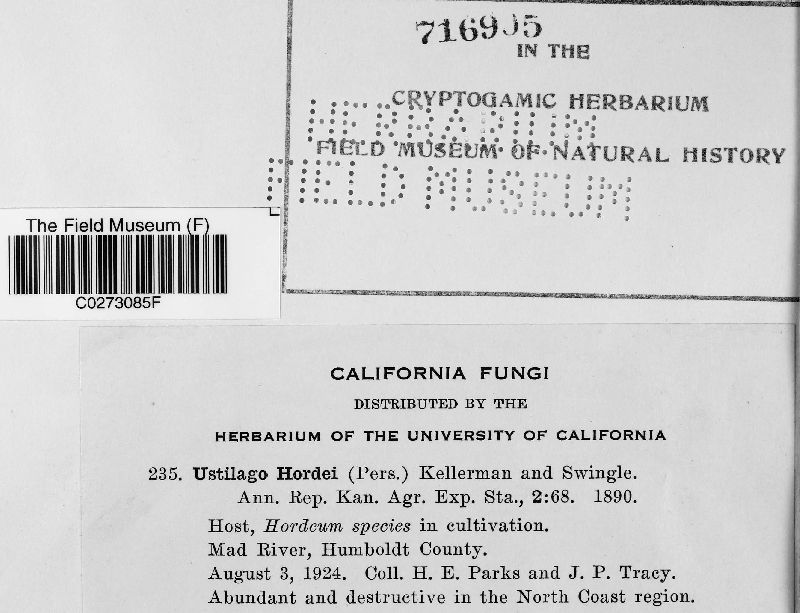 716995
IN THE
CRYPTOGAMIC HERBARIUM
HERBARIUM
FIELD MUSEUM OF NATURAL HISTORY
FIELD MUSEUM
The Field Museum (F)
C0273085F
CALIFORNIA FUNGI
DISTRIBUTED BY THE
HERBARIUM OF THE UNIVERSITY OF CALIFORNIA
235. Ustilago Hordei (Pers.) Kellerman and Swingle.
Ann. Rep. Kan. Agr. Exp. Sta., 2:68. 1890.
Host, Hordeum species in cultivation.
Mad River, Humboldt County.
August 3, 1924. Coll. H. E. Parks and J. P. Tracy.
Abundant and destructive in the North Coast region.